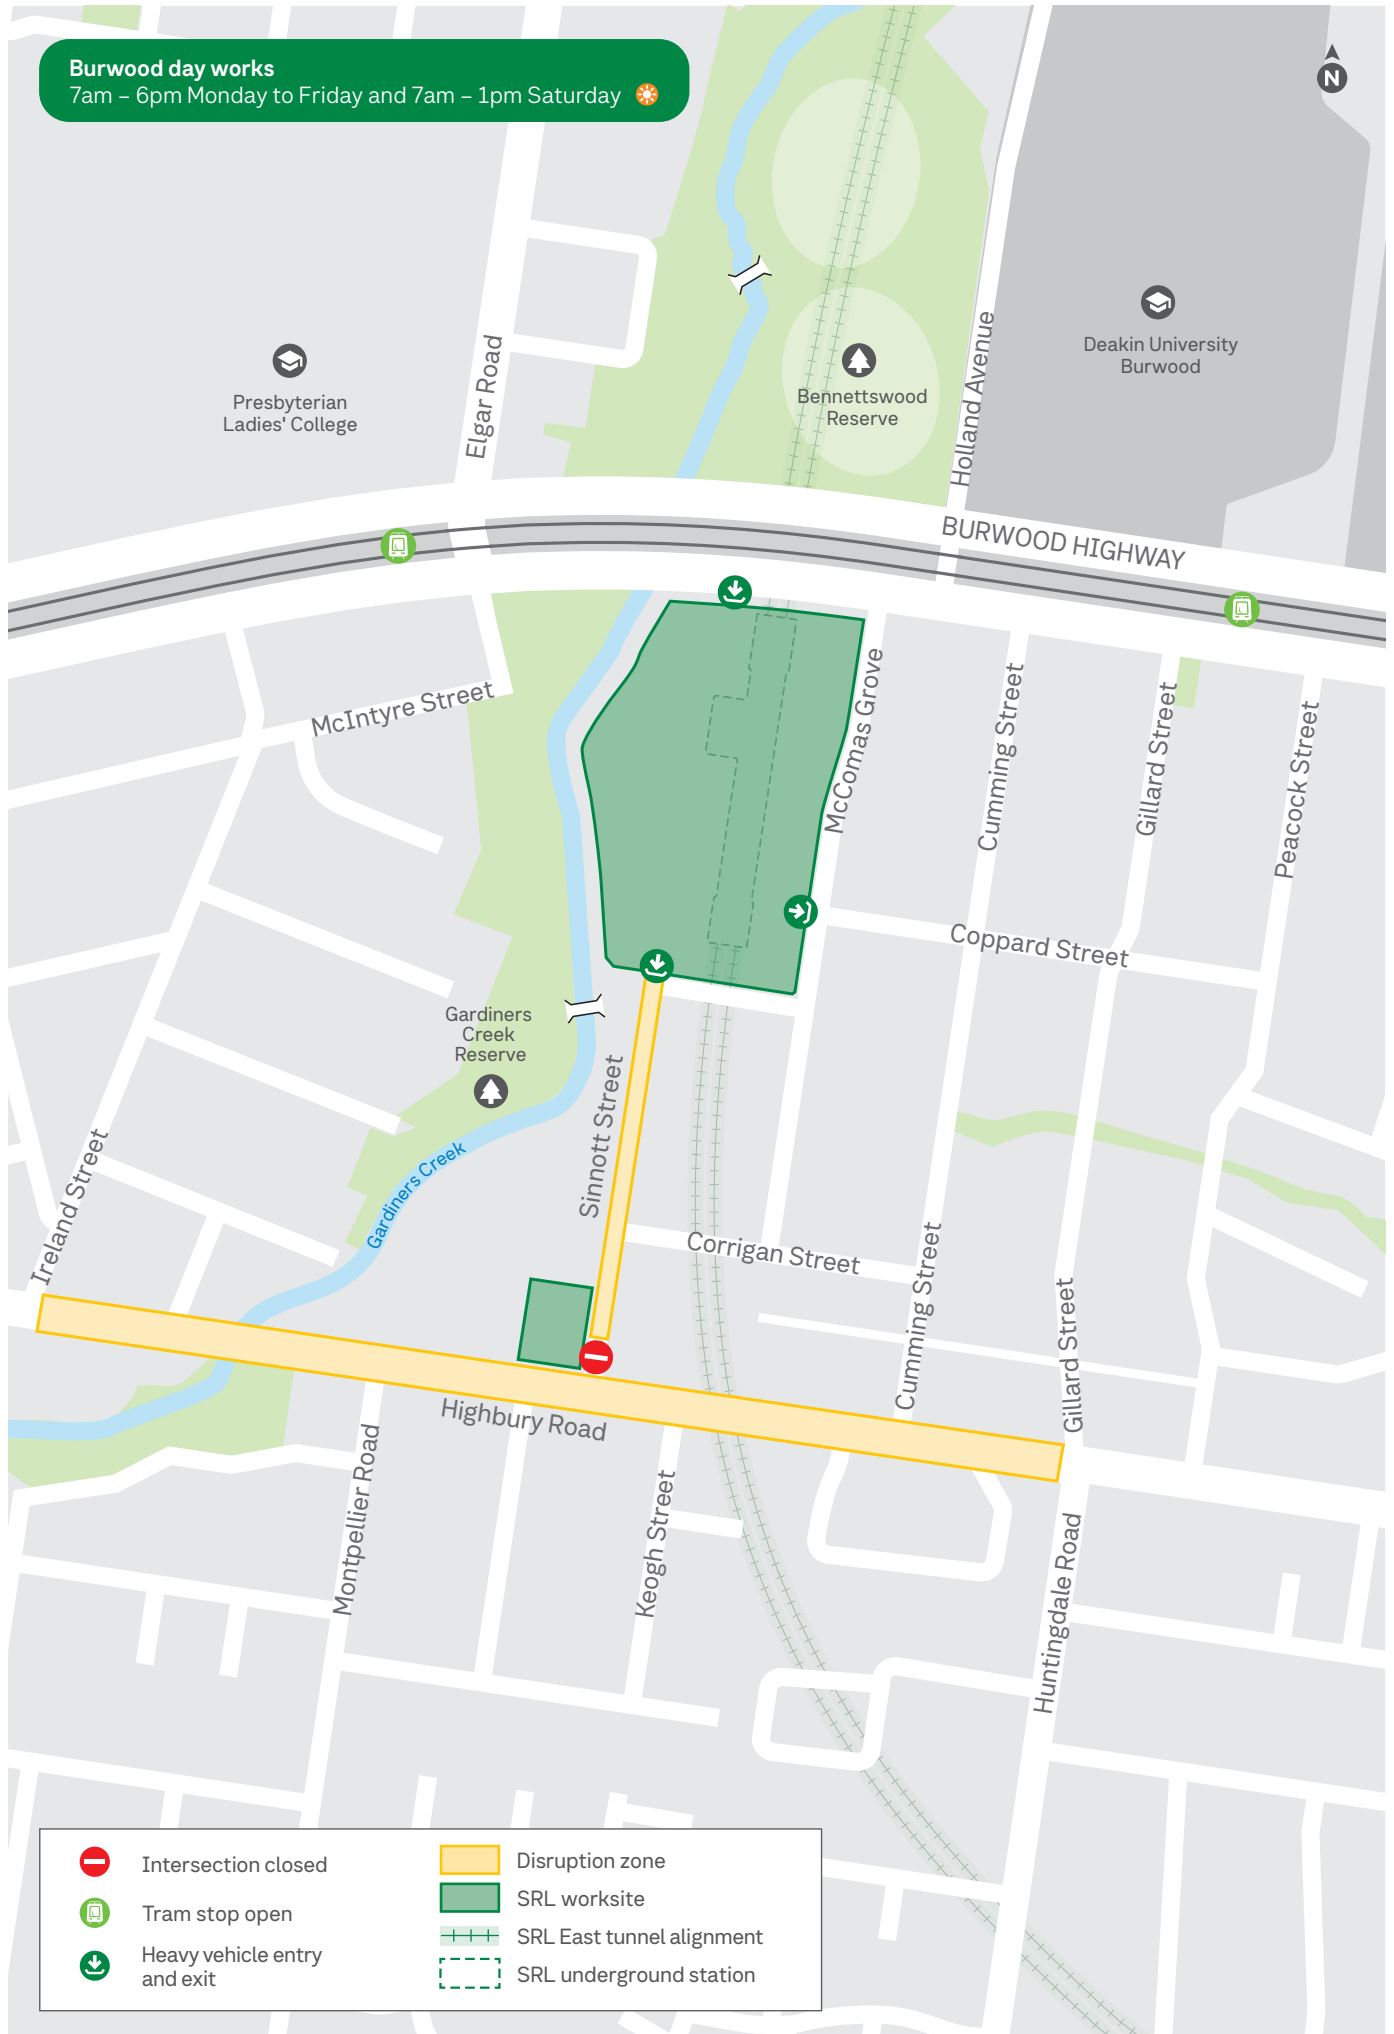 Burwood day works
7am – 6pm Monday to Friday and 7am – 1pm Saturday
N
Elgar Road
Presbyterian
Ladies' College
Bennettswood
Reserve
Holland Avenue
Deakin University
Burwood
BURWOOD HIGHWAY
McIntyre Street
McComas Grove
Cumming Street
Gillard Street
Peacock Street
Coppard Street
Gardiners
Creek
Reserve
Sinnott Street
Gardiners Creek
Ireland Street
Corrigan Street
Cumming Street
Gillard Street
Highbury Road
Montpellier Road
Keogh Street
Huntingdale Road
Intersection closed
Tram stop open
Heavy vehicle entry
and exit
Disruption zone
SRL worksite
SRL East tunnel alignment
SRL underground station